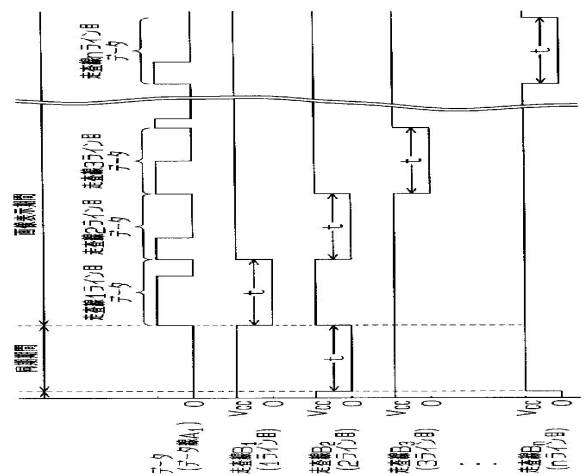 画像表示期間
走査線1ライン目
データ
走査線2ライン目
データ
走査線3ライン目
データ
走査線nライン目
データ
データ
(データ線A₁)
0
走査線B₁
(1ライン目)
Vcc
0
t
走査線B₂
(2ライン目)
Vcc
0
t
t
走査線B₃
(3ライン目)
Vcc
0
t
走査線Bn
(nライン目)
Vcc
0
t